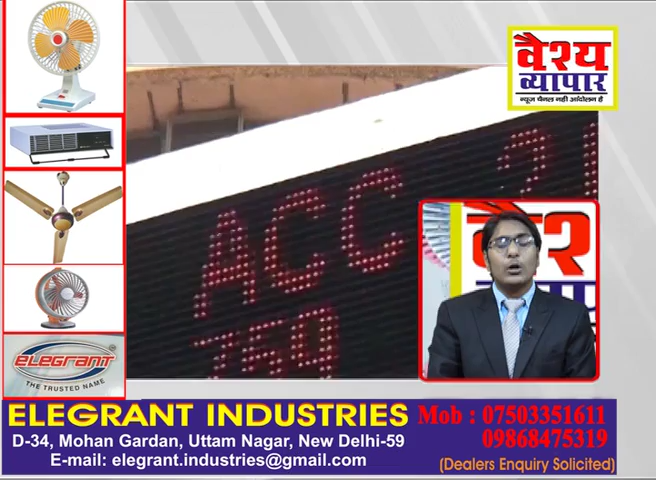 वैश्य
व्यापार
न्यूज चैनल नहीं आंदोलन है
ACC
759
ELEGRANT
THE TRUSTED NAME
ELEGRANT INDUSTRIES
D-34, Mohan Gardan, Uttam Nagar, New Delhi-59
E-mail: elegrant.industries@gmail.com
Mob : 07503351611
09868475319
(Dealers Enquiry Solicited)